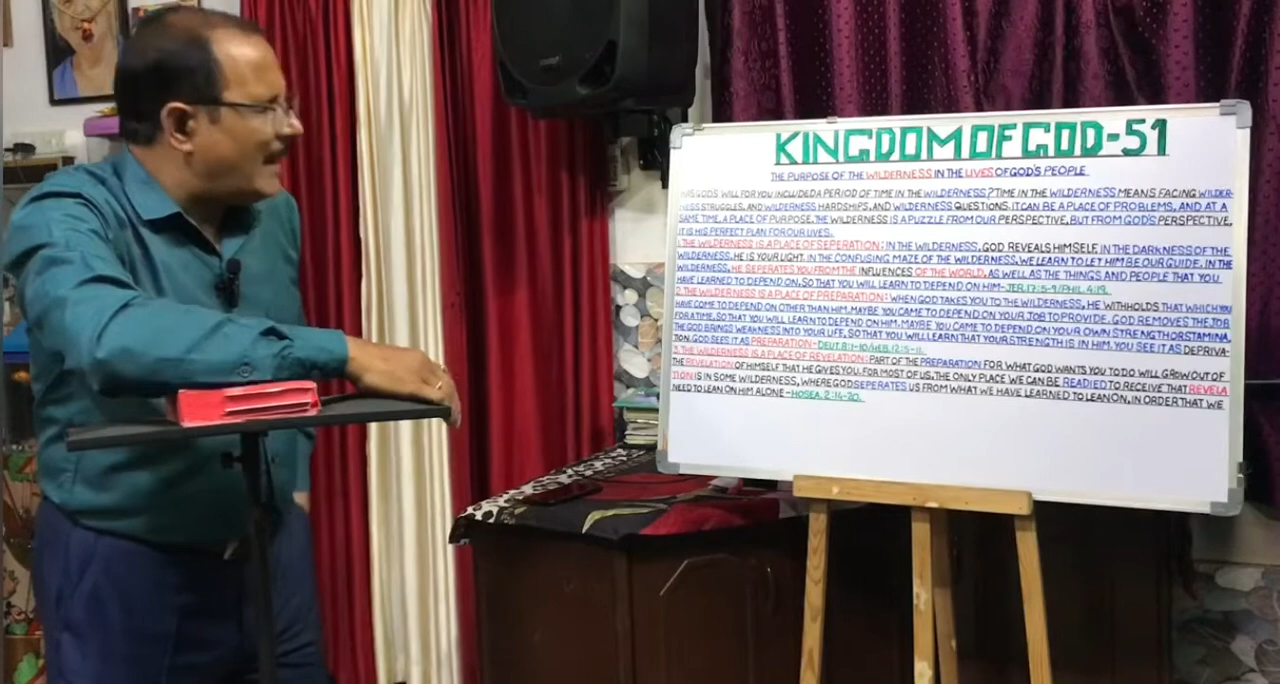 KINGDOM OF GOD-51
THE PURPOSE OF THE WILDERNESS IN THE LIVES OF GOD'S PEOPLE
HAS GOD'S WILL FOR YOU INCLUDED A PERIOD OF TIME IN THE WILDERNESS? TIME IN THE WILDERNESS MEANS FACING WILDER-
NESS STRUGGLES, AND WILDERNESS HARDSHIPS, AND WILDERNESS QUESTIONS. IT CAN BE A PLACE OF PROBLEMS, AND AT A
SAME TIME, A PLACE OF PURPOSE. THE WILDERNESS IS A PUZZLE FROM OUR PERSPECTIVE, BUT FROM GOD'S PERSPECTIVE,
IT IS HIS PERFECT PLAN FOR OUR LIVES.
1. THE WILDERNESS IS A PLACE OF SEPERATION: IN THE WILDERNESS, GOD REVEALS HIMSELF IN THE DARKNESS OF THE
WILDERNESS. HE IS YOUR LIGHT. IN THE CONFUSING MAZE OF THE WILDERNESS, WE LEARN TO LET HIM BE OUR GUIDE. IN THE
WILDERNESS, HE SEPERATES YOU FROM THE INFLUENCES OF THE WORLD, AS WELL AS THE THINGS AND PEOPLE THAT YOU
HAVE LEARNED TO DEPEND ON, SO THAT YOU WILL LEARN TO DEPEND ON HIM-JER.17:5-9/PHIL.4:19.
2. THE WILDERNESS IS A PLACE OF PREPARATION: WHEN GOD TAKES YOU TO THE WILDERNESS, HE WITHHOLDS THAT WHICH YOU
HAVE COME TO DEPEND ON OTHER THAN HIM. MAYBE YOU CAME TO DEPEND ON YOUR JOB TO PROVIDE. GOD REMOVES THE JOB
FOR A TIME, SO THAT YOU WILL LEARN TO DEPEND ON HIM. MAYBE YOU CAME TO DEPEND ON YOUR OWN STRENGTH OR STAMINA.
THE GOD BRINGS WEAKNESS INTO YOUR LIFE, SO THAT YOU WILL LEARN THAT YOUR STRENGTH IS IN HIM. YOU SEE IT AS DEPRIVA-
TION. GOD SEES IT AS PREPARATION-DEUT.8:1-10/HEB.12:5-11.
3. THE WILDERNESS IS A PLACE OF REVELATION: PART OF THE PREPARATION FOR WHAT GOD WANTS YOU TO DO WILL GROW OUT OF
THE REVELATION OF HIMSELF THAT HE GIVES YOU. FOR MOST OF US, THE ONLY PLACE WE CAN BE READIED TO RECEIVE THAT REVELA
TION IS IN SOME WILDERNESS, WHERE GOD SEPERATES US FROM WHAT WE HAVE LEARNED TO LEAN ON, IN ORDER THAT WE
NEED TO LEAN ON HIM ALONE-HOSEA.2:14-20.